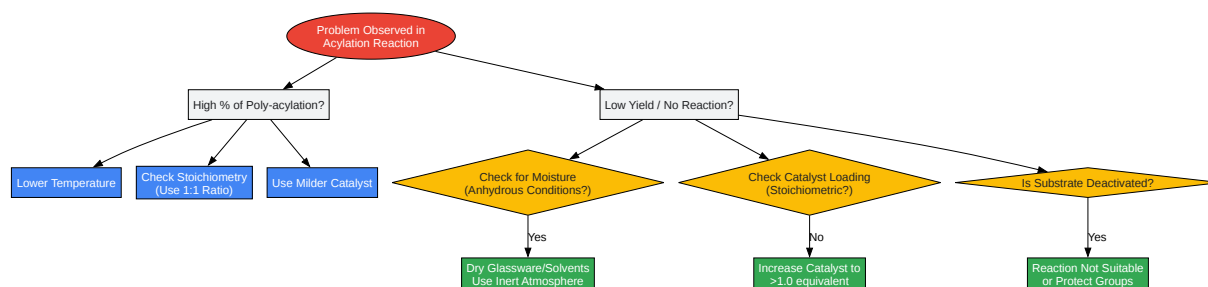 Problem Observed in
Acylation Reaction
High % of Poly-acylation?
Low Yield / No Reaction?
Lower Temperature
Check Stoichiometry
(Use 1:1 Ratio)
Use Milder Catalyst
Check for Moisture
(Anhydrous Conditions?)
Check Catalyst Loading
(Stoichiometric?)
Is Substrate Deactivated?
Yes
No
Yes
Dry Glassware/Solvents
Use Inert Atmosphere
Increase Catalyst to
>1.0 equivalent
Reaction Not Suitable
or Protect Groups